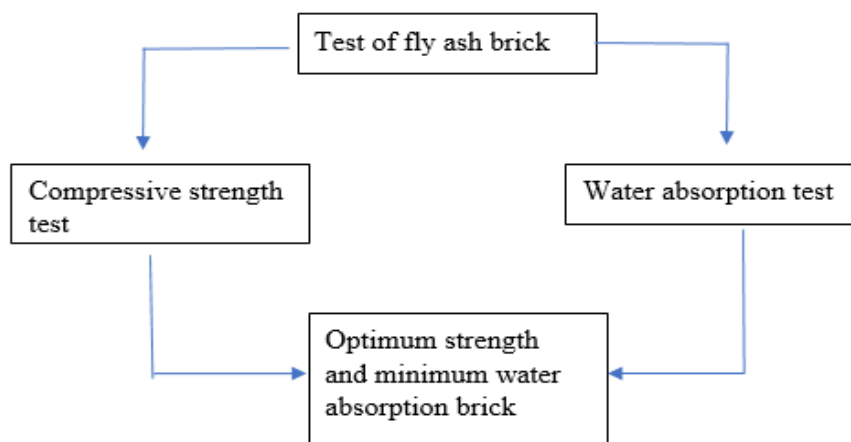 Test of fly ash brick
Compressive strength
test
Water absorption test
Optimum strength
and minimum water
absorption brick